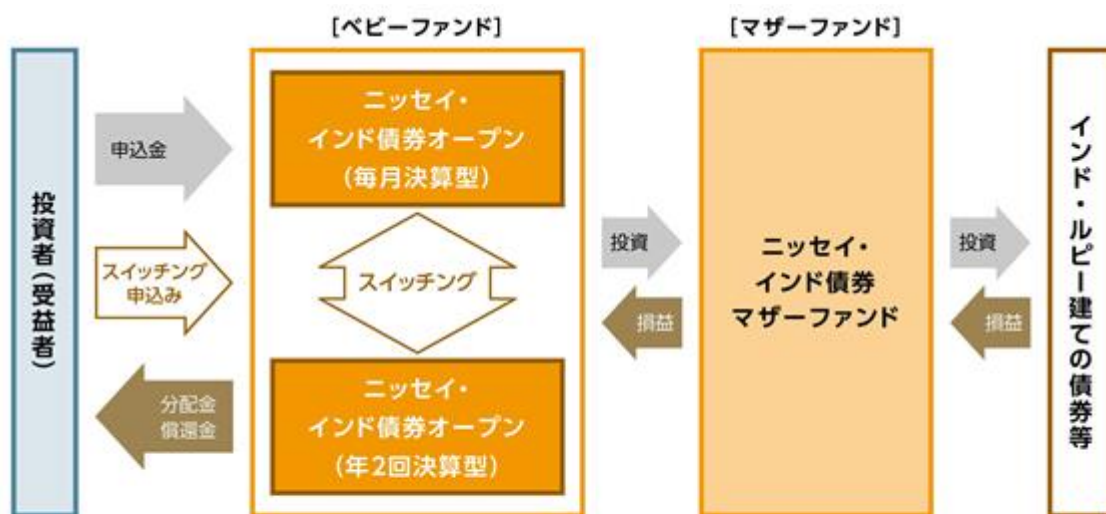 [ベビーファンド]
[マザーファンド]
投資者(受益者)
申込金
スイッチング
申込み
分配金
償還金
ニッセイ・
インド債券オープン
(毎月決算型)
スイッチング
ニッセイ・
インド債券オープン
(年2回決算型)
投資
損益
ニッセイ・
インド債券
マザーファンド
投資
損益
インド・ルピー建ての債券等